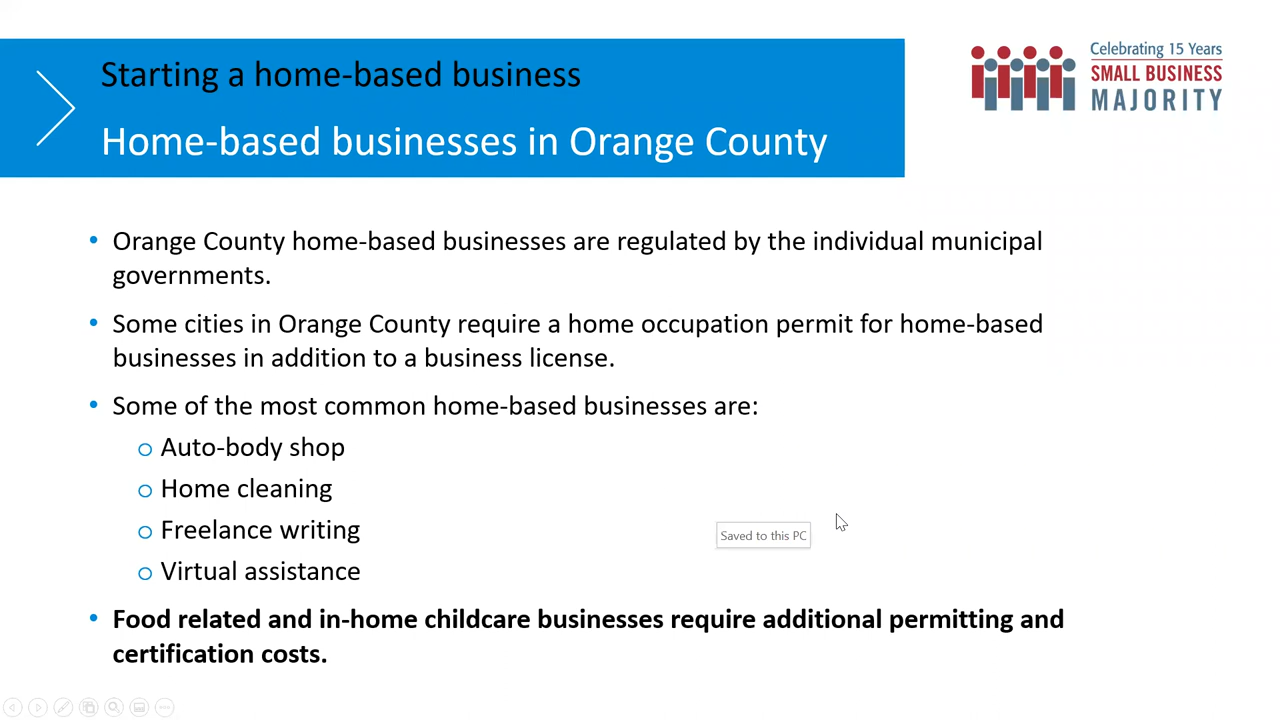 Starting a home-based business
Home-based businesses in Orange County
Celebrating 15 Years
SMALL BUSINESS
MAJORITY
• Orange County home-based businesses are regulated by the individual municipal
governments.
• Some cities in Orange County require a home occupation permit for home-based
businesses in addition to a business license.
• Some of the most common home-based businesses are:
o Auto-body shop
o Home cleaning
o Freelance writing
o Virtual assistance
Saved to this PC
• Food related and in-home childcare businesses require additional permitting and
certification costs.